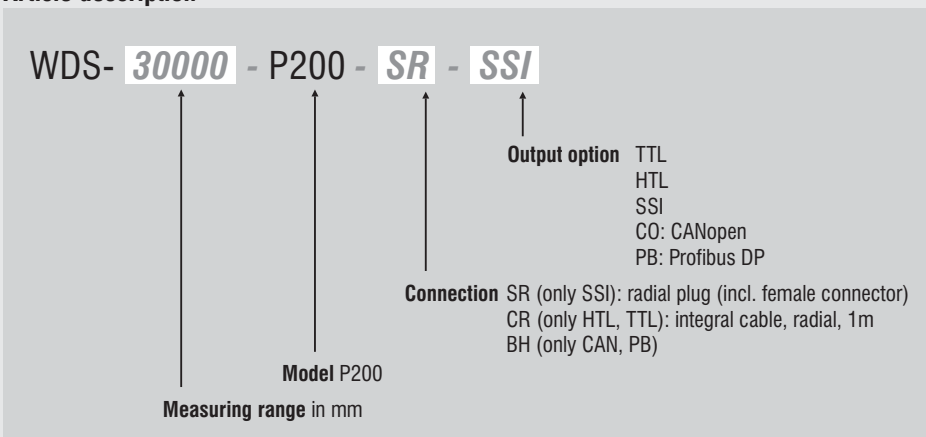 WDS- 30000 - P200 - SR - SSI
Output option TTL
HTL
SSI
CO: CANopen
PB: Profibus DP
Connection SR (only SSI): radial plug (incl. female connector)
CR (only HTL, TTL): integral cable, radial, 1m
BH (only CAN, PB)
Model P200
Measuring range in mm